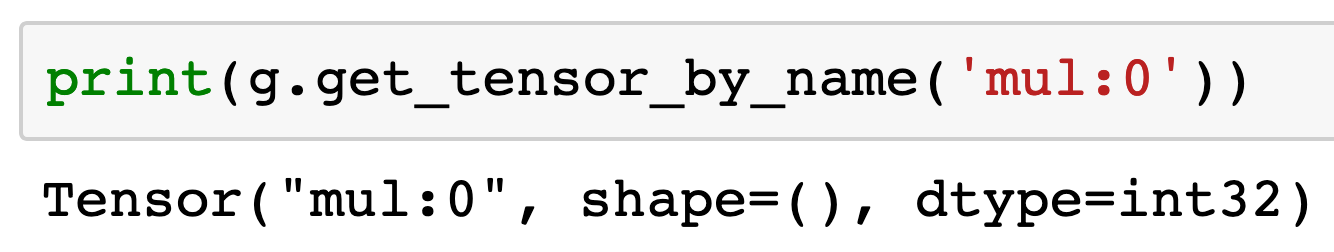 print(g.get_tensor_by_name('mul:0'))
Tensor("mul:0", shape=(), dtype=int32)